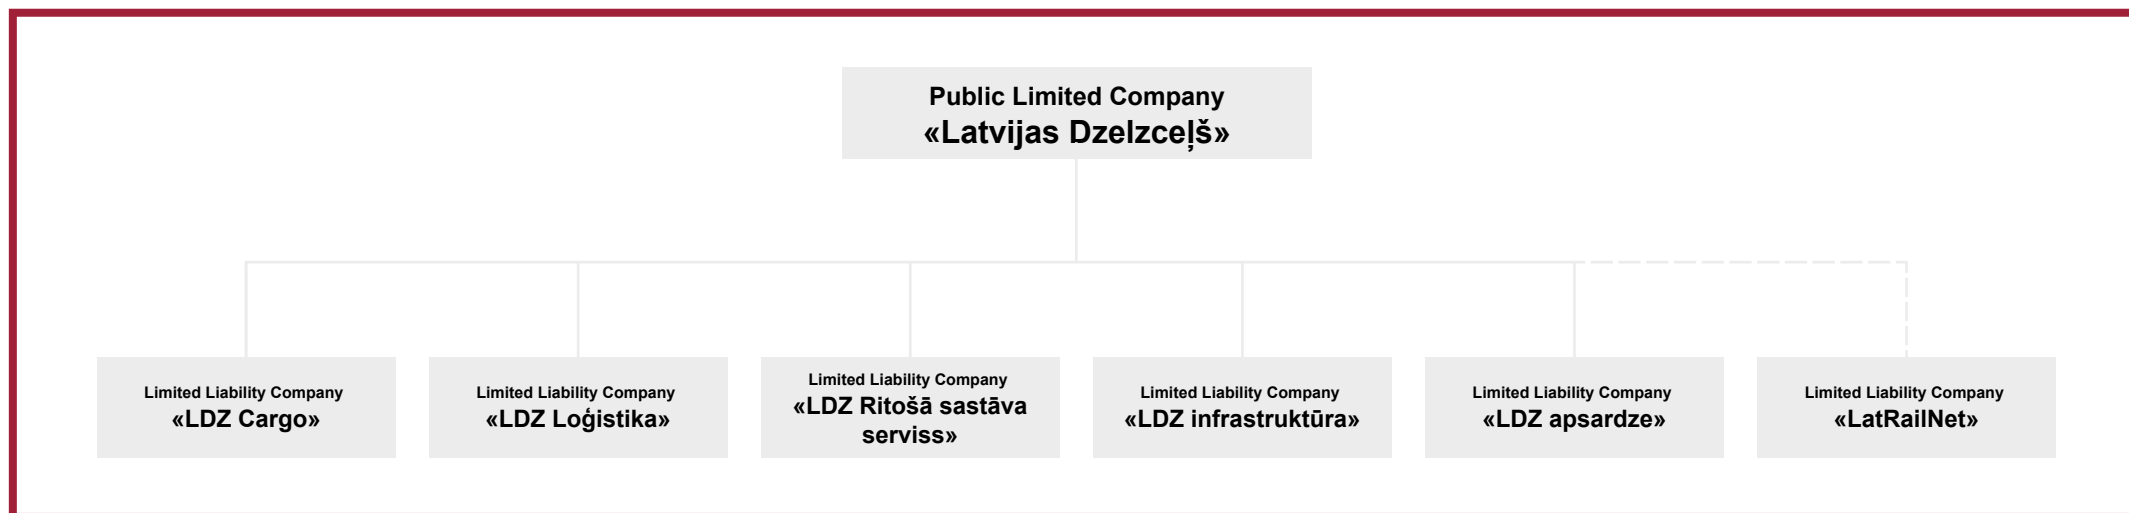 Public Limited Company
«Latvijas Dzelzceļš»
Limited Liability Company
«LDZ Cargo»
Limited Liability Company
«LDZ Loģistika»
Limited Liability Company
«LDZ Ritošā sastāva
serviss»
Limited Liability Company
«LDZ infrastruktūra»
Limited Liability Company
«LDZ apsardze»
Limited Liability Company
«LatRailNet»